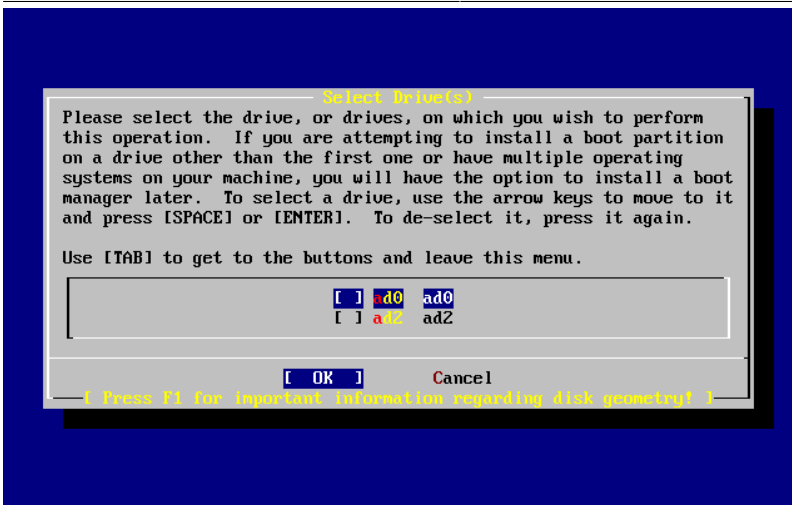 Select Drive(s)
Please select the drive, or drives, on which you wish to perform
this operation.  If you are attempting to install a boot partition
on a drive other than the first one or have multiple operating
systems on your machine, you will have the option to install a boot
manager later.  To select a drive, use the arrow keys to move to it
and press [SPACE] or [ENTER].  To de-select it, press it again.
Use [TAB] to get to the buttons and leave this menu.
[ ] ad0  ad0
[ ] ad2  ad2
[  OK  ]  Cancel
[ Press F1 for important information regarding disk geometry! ]